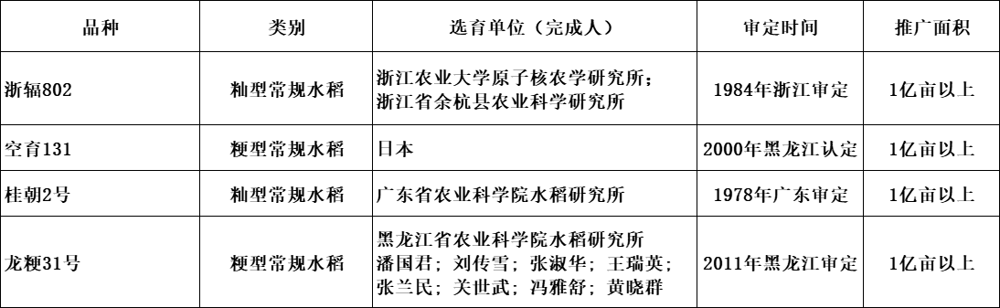 品种 类别 选育单位（完成人） 审定时间 推广面积
浙辐802 籼型常规水稻 浙江农业大学原子核农学研究所；
浙江省余杭县农业科学研究所 1984年浙江审定 1亿亩以上
空育131 粳型常规水稻 日本 2000年黑龙江认定 1亿亩以上
桂朝2号 籼型常规水稻 广东省农业科学院水稻研究所 1978年广东审定 1亿亩以上
龙粳31号 粳型常规水稻 黑龙江省农业科学院水稻研究所
潘国君；刘传雪；张淑华；王瑞英；
张兰民；关世武；冯雅舒；黄晓群 2011年黑龙江审定 1亿亩以上